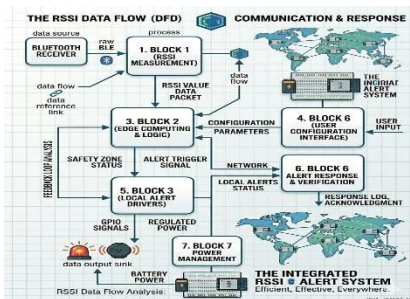 THE RSSI DATA FLOW (DFD)
COMMUNICATION & RESPONSE
data source
process
BLUETOOTH
RECEIVER
raw
BLE
1. BLOCK 1
(RSSI
MEASUREMENT)
data flow
data
reference
link
RSSI VALUE
DATA
PACKET
data
flow
THE
ALERT
SYSTEM
3. BLOCK 2
(EDGE COMPUTING
& LOGIC)
CONFIGURATION
PARAMETERS
4. BLOCK 6
(USER
CONFIGURATION
INTERFACE)
USER
INPUT
FEEDBACK
SAFETY ZONE
STATUS
ALERT TRIGGER
SIGNAL
NETWORK
LOCAL ALERTS
STATUS
6. BLOCK 6
ALERT RESPONSE
& VERIFICATION
5. BLOCK 3
(LOCAL ALERT
DRIVERS)
RESPONSE LOG,
ACKNOWLEDGMENT
GPIO
SIGNALS
REGULATED
POWER
7. BLOCK 7
POWER
MANAGEMENT
data output sink
BATTERY
POWER
RSSI Data Flow Analysis:
THE INTEGRATED
RSSI ALERT SYSTEM
Efficient, Effective, Everywhere.